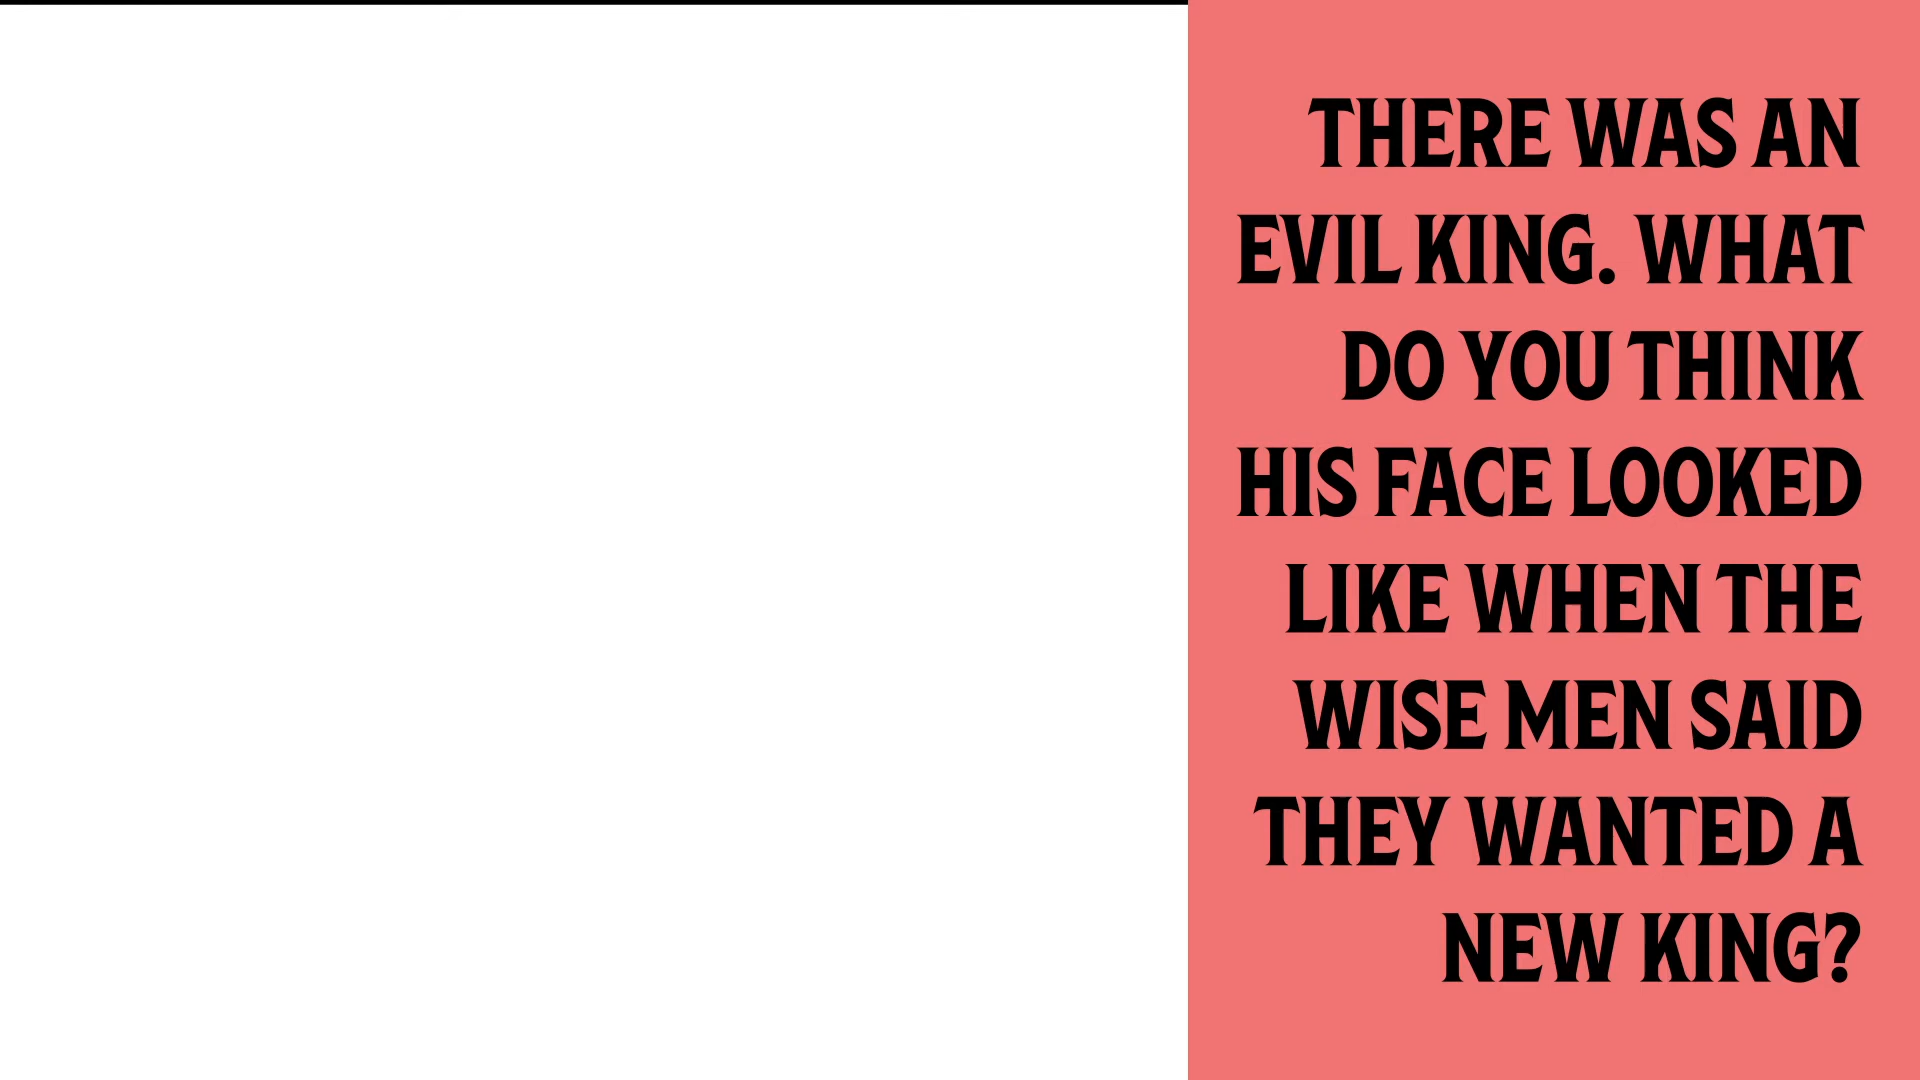 THERE WAS AN
EVIL KING. WHAT
DO YOU THINK
HIS FACE LOOKED
LIKE WHEN THE
WISE MEN SAID
THEY WANTED A
NEW KING?